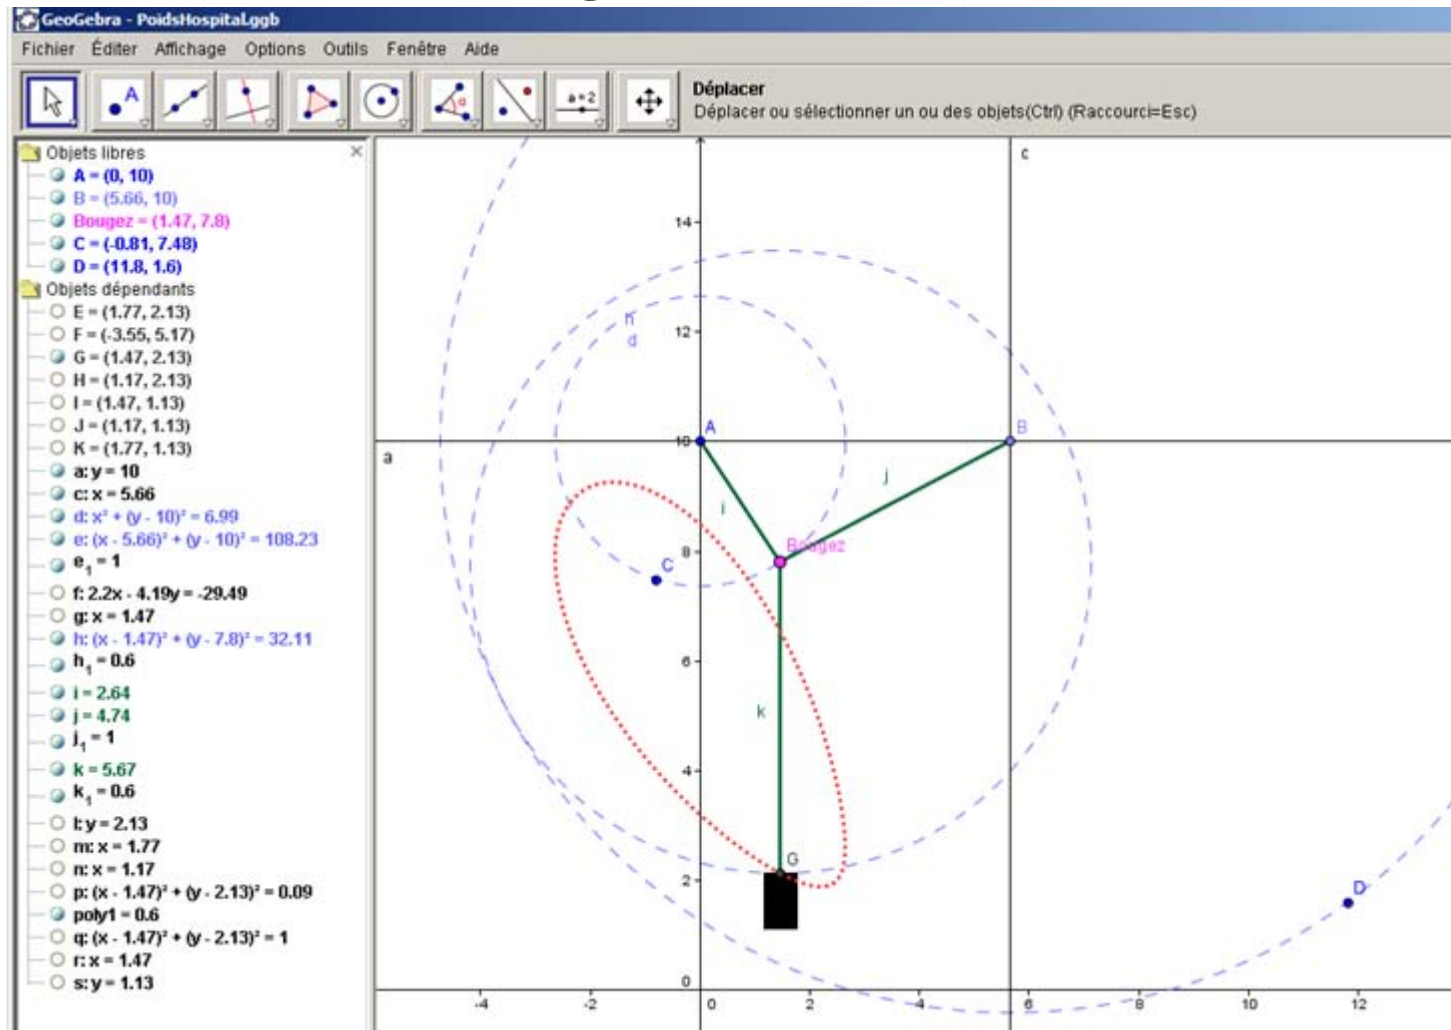 GeoGebra - PoidsHospital.ggb
Fichier Éditer Affichage Options Outils Fenêtre Aide
A
α
a=2
Déplacer
Déplacer ou sélectionner un ou des objets(Ctrl) (Raccourci=Esc)
Objets libres
A = (0, 10)
B = (5.66, 10)
Bougez = (1.47, 7.8)
C = (-0.81, 7.48)
D = (11.8, 1.6)
Objets dépendants
E = (1.77, 2.13)
F = (-3.55, 5.17)
G = (1.47, 2.13)
H = (1.17, 2.13)
I = (1.47, 1.13)
J = (1.17, 1.13)
K = (1.77, 1.13)
a: y = 10
c: x = 5.66
d: x² + (y - 10)² = 6.99
e: (x - 5.66)² + (y - 10)² = 108.23
e₁ = 1
f: 2.2x - 4.19y = -29.49
g: x = 1.47
h: (x - 1.47)² + (y - 7.8)² = 32.11
h₁ = 0.6
i = 2.64
j = 4.74
j₁ = 1
k = 5.67
k₁ = 0.6
l: y = 2.13
m: x = 1.77
n: x = 1.17
p: (x - 1.47)² + (y - 2.13)² = 0.09
poly1 = 0.6
q: (x - 1.47)² + (y - 2.13)² = 1
r: x = 1.47
s: y = 1.13
c
14
h
12
d
A
B
10
a
j
i
Bougez
8
C
6
k
4
G
2
D
0
-4 -2 0 2 4 6 8 10 12